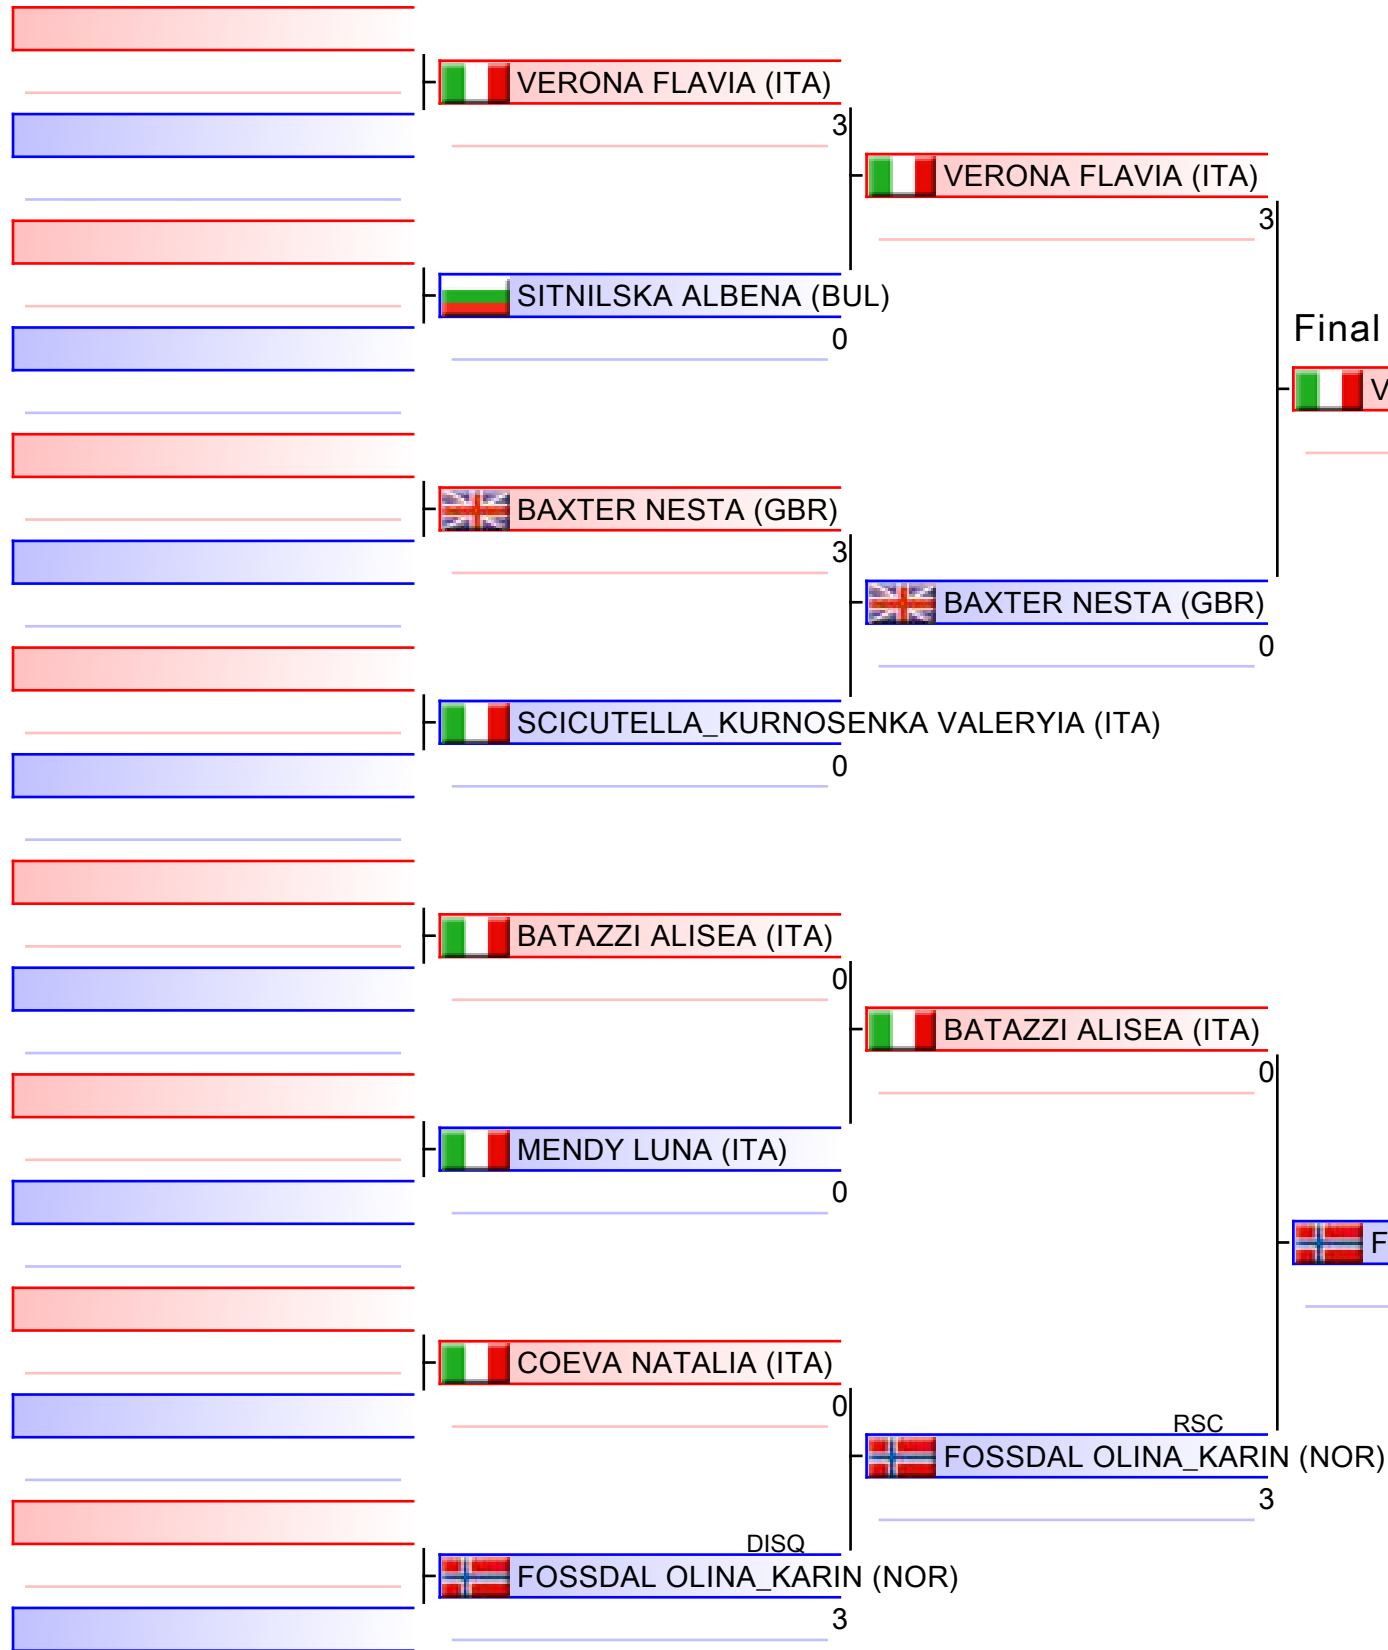 VERONA FLAVIA (ITA)
3
VERONA FLAVIA (ITA)
3
SITNILSKA ALBENA (BUL)
0
Final
V
BAXTER NESTA (GBR)
3
BAXTER NESTA (GBR)
0
SCICUTELLA_KURNOSENKA VALERYIA (ITA)
0
BATAZZI ALISEA (ITA)
0
BATAZZI ALISEA (ITA)
0
MENDY LUNA (ITA)
0
F
COEVA NATALIA (ITA)
0
RSC
FOSSDAL OLINA_KARIN (NOR)
3
DISQ
FOSSDAL OLINA_KARIN (NOR)
3